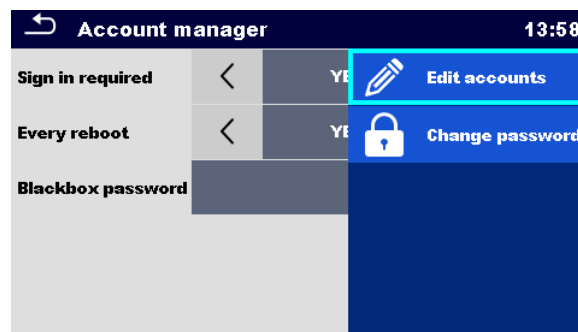 Account manager
13:58
Sign in required
Edit accounts
Every reboot
Change password
Blackbox password